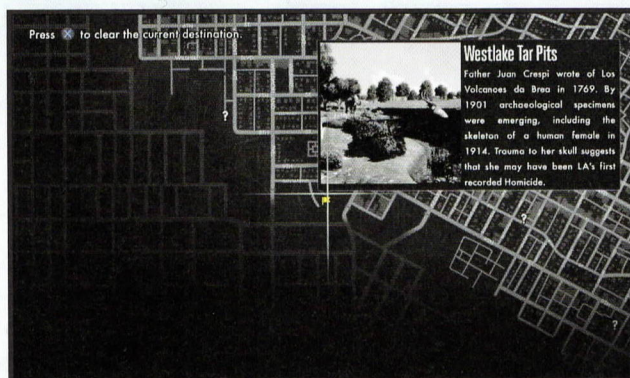 Press ⊗ to clear the current destination.
Westlake Tar Pits
Father Juan Crespi wrote of Los
Volcanoes da Brea in 1769. By
1901 archaeological specimens
were emerging, including the
skeleton of a human female in
1914. Trauma to her skull suggests
that she may have been LA's first
recorded Homicide.
?
?
?